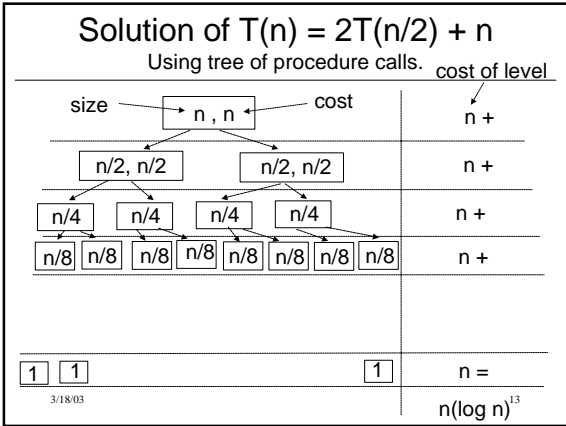 Solution of T(n) = 2T(n/2) + n
Using tree of procedure calls.
cost of level
size
n , n
cost
n +
n/2, n/2
n/2, n/2
n +
n/4
n/4
n/4
n/4
n +
n/8
n/8
n/8
n/8
n/8
n/8
n/8
n/8
n +
1
1
1
n =
3/18/03
n(log n)
13